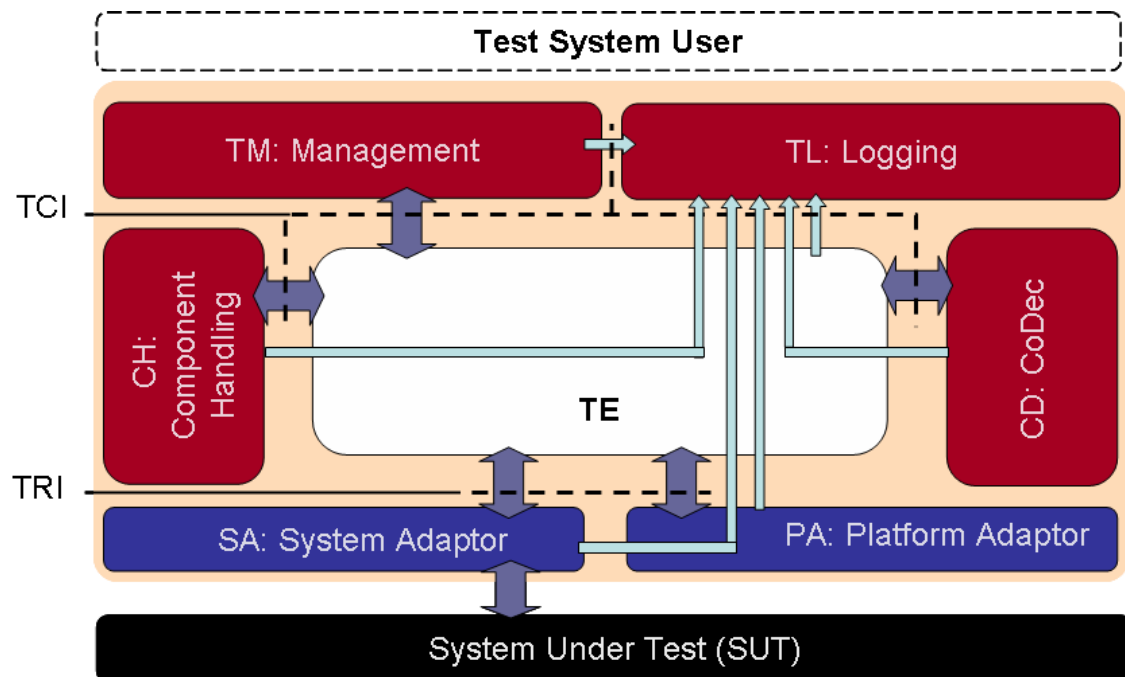 Test System User
TM: Management
TL: Logging
TCI
CH:
Component
Handling
TE
CD: CoDec
TRI
SA: System Adaptor
PA: Platform Adaptor
System Under Test (SUT)